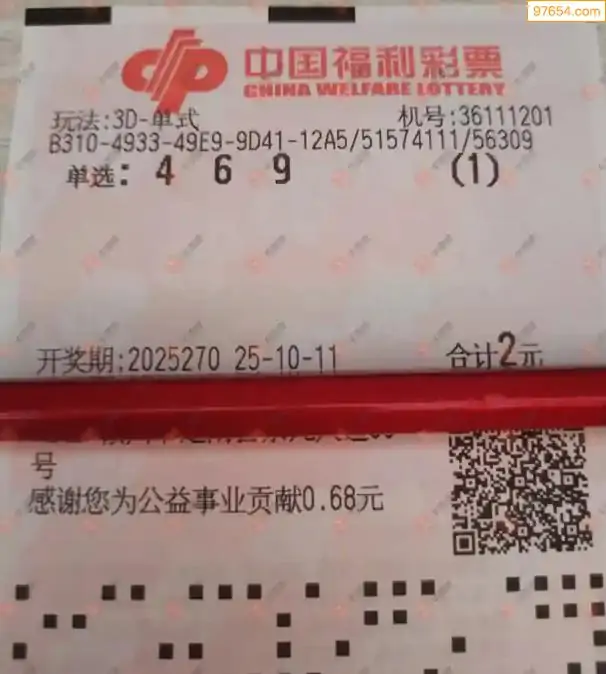 97654.com
中国福利彩票
CHINA WELFARE LOTTERY
玩法:3D-单式 机号:36111201
B310-4933-49E9-9D41-12A5/51574111/56309
单选: 4 6 9 (1)
开奖期:2025270 25-10-11 合计2元
号
感谢您为公益事业贡献0.68元